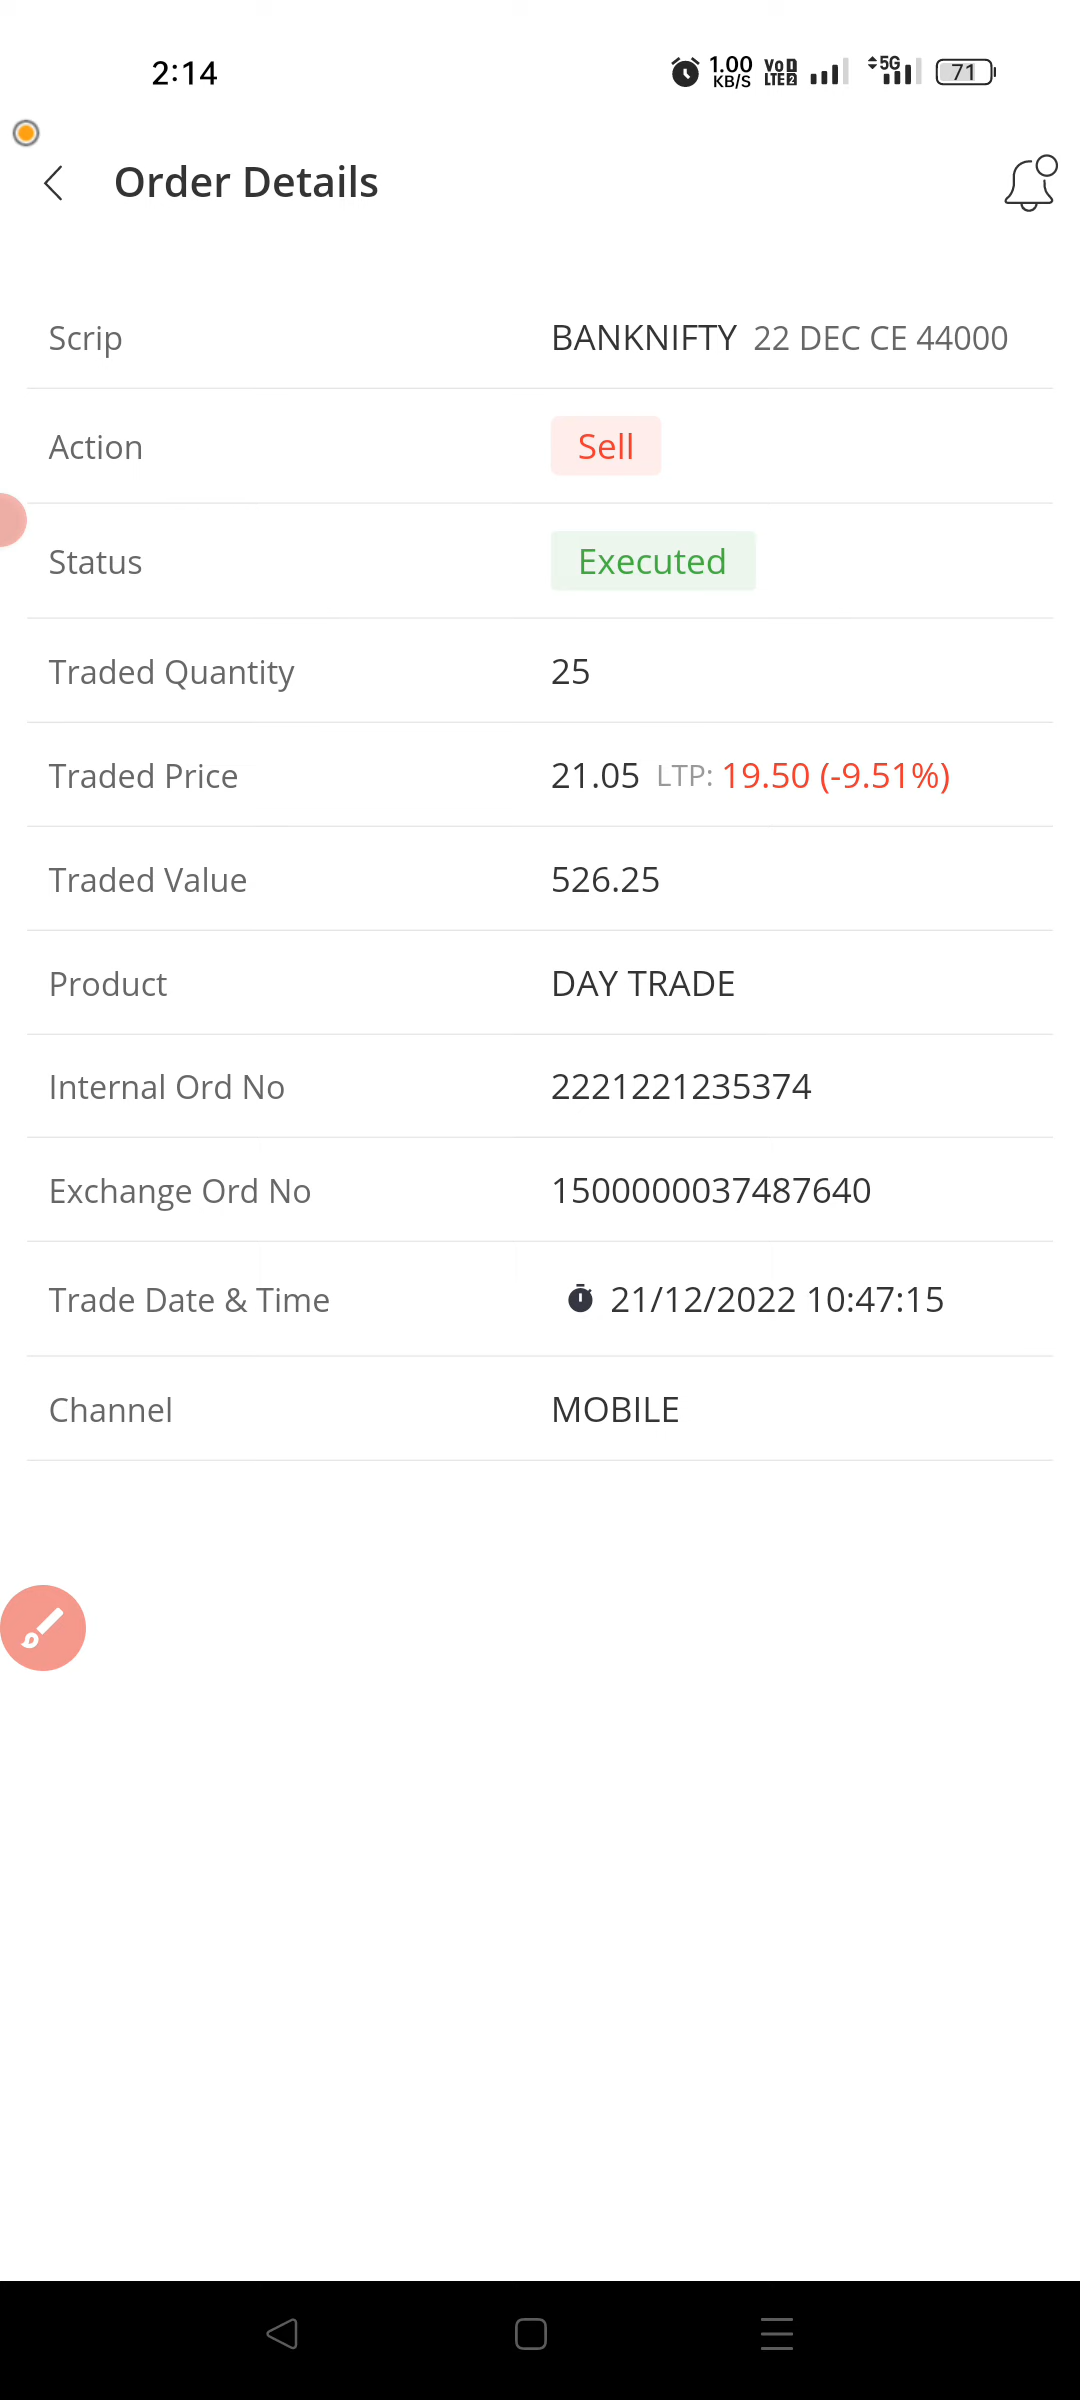 2:14 1.00 KB/S VoD LTE2 5G 71
Order Details
Scrip BANKNIFTY 22 DEC CE 44000
Action Sell
Status Executed
Traded Quantity 25
Traded Price 21.05 LTP: 19.50 (-9.51%)
Traded Value 526.25
Product DAY TRADE
Internal Ord No 2221221235374
Exchange Ord No 1500000037487640
Trade Date & Time 21/12/2022 10:47:15
Channel MOBILE